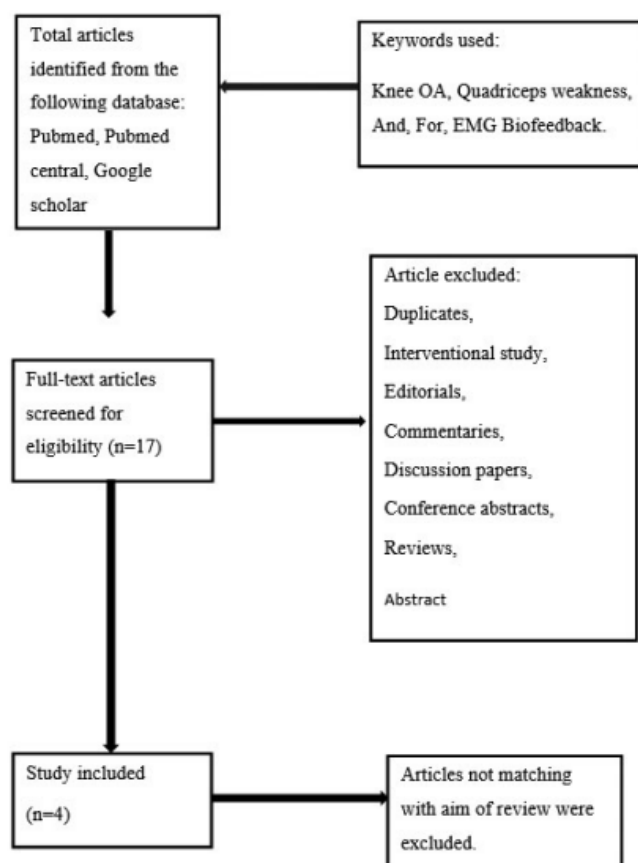 Total articles
identified from the
following database:
Pubmed, Pubmed
central, Google
scholar
Keywords used:
Knee OA, Quadriceps weakness,
And, For, EMG Biofeedback.
Article excluded:
Duplicates,
Interventional study,
Editorials,
Commentaries,
Discussion papers,
Conference abstracts,
Reviews,
Abstract
Full-text articles
screened for
eligibility (n=17)
Study included
(n=4)
Articles not matching
with aim of review were
excluded.